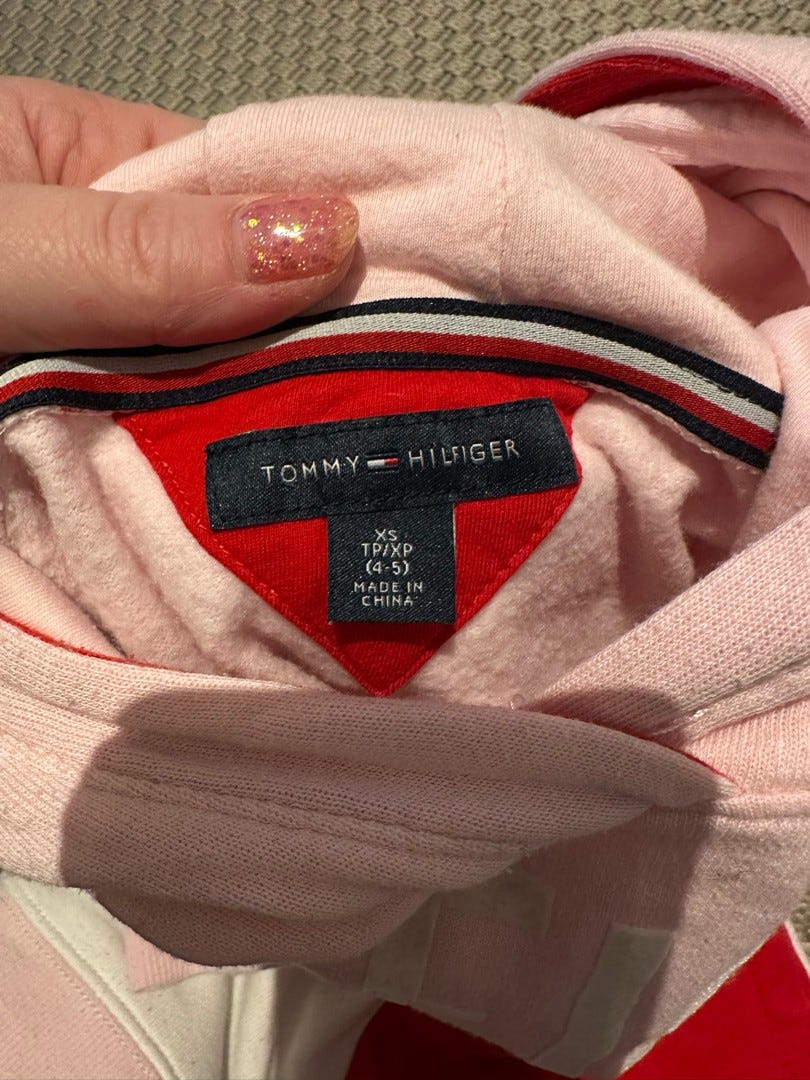 TOMMY HILFIGER
XS
TP/XP
(4-5)
MADE IN
CHINA